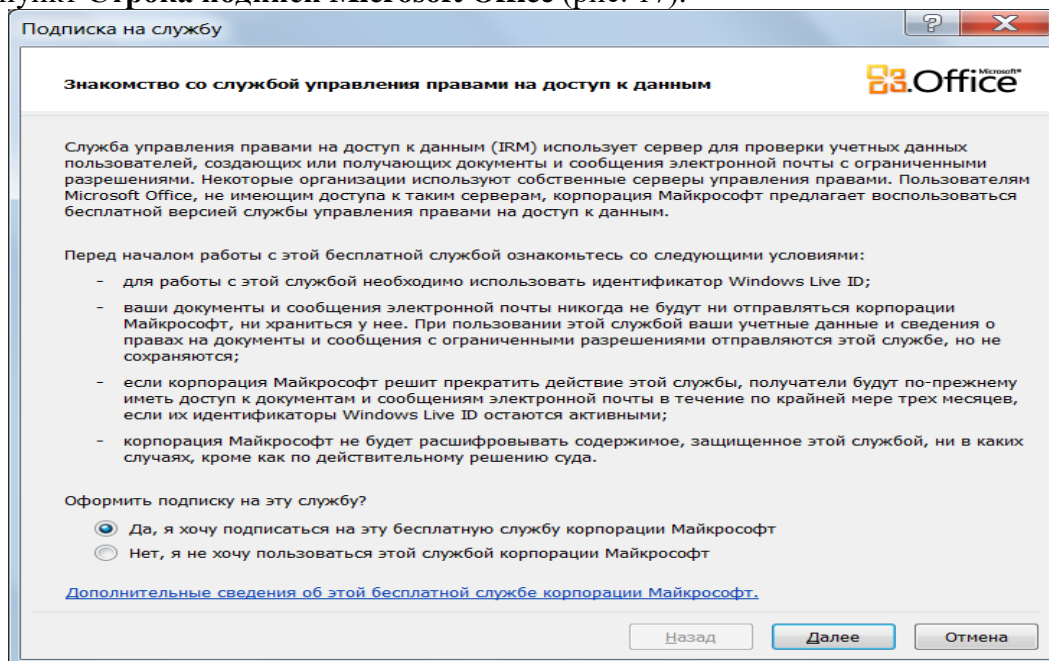 Строка подписи Microsoft Office (рис. 17).
Подписка на службу
Знакомство со службой управления правами на доступ к данным
Microsoft® Office
Служба управления правами на доступ к данным (IRM) использует сервер для проверки учетных данных
пользователей, создающих или получающих документы и сообщения электронной почты с ограниченными
разрешениями. Некоторые организации используют собственные серверы управления правами. Пользователям
Microsoft Office, не имеющим доступа к таким серверам, корпорация Майкрософт предлагает воспользоваться
бесплатной версией службы управления правами на доступ к данным.
Перед началом работы с этой бесплатной службой ознакомьтесь со следующими условиями:
- для работы с этой службой необходимо использовать идентификатор Windows Live ID;
- ваши документы и сообщения электронной почты никогда не будут ни отправляться корпорации
Майкрософт, ни храниться у нее. При пользовании этой службой ваши учетные данные и сведения о
правах на документы и сообщения с ограниченными разрешениями отправляются этой службе, но не
сохраняются;
- если корпорация Майкрософт решит прекратить действие этой службы, получатели будут по-прежнему
иметь доступ к документам и сообщениям электронной почты в течение по крайней мере трех месяцев,
если их идентификаторы Windows Live ID остаются активными;
- корпорация Майкрософт не будет расшифровывать содержимое, защищенное этой службой, ни в каких
случаях, кроме как по действительному решению суда.
Оформить подписку на эту службу?
Да, я хочу подписаться на эту бесплатную службу корпорации Майкрософт
Нет, я не хочу пользоваться этой службой корпорации Майкрософт
Дополнительные сведения об этой бесплатной службе корпорации Майкрософт.
Назад Далее Отмена